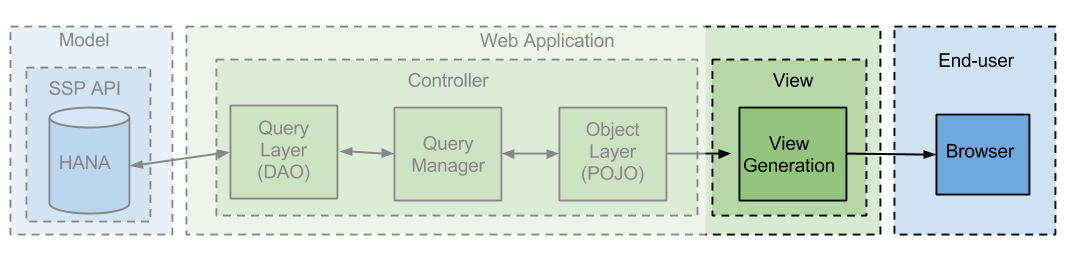 Model
SSP API
HANA
Web Application
Controller
Query
Layer
(DAO)
Query
Manager
Object
Layer
(POJO)
View
View
Generation
End-user
Browser